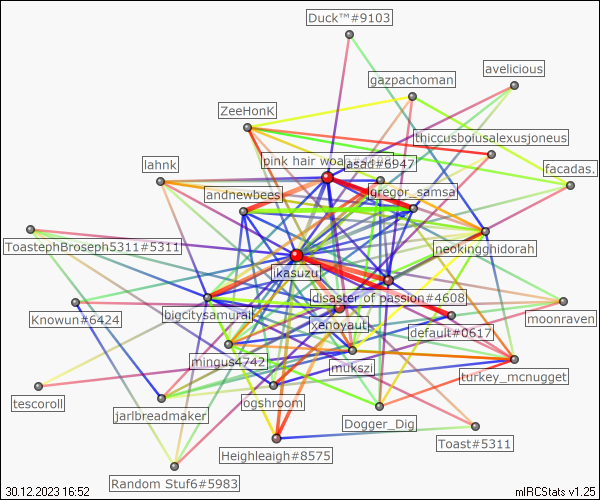 Duck™#9103
gazpachoman
avelicious
ZeeHonK
thiccusboiusalexusjoneus
lahnk
pink hair woa
asad#6947
facadas.
andnewbees
gregor_samsa
ToastephBroseph5311#5311
neokingghidorah
ikasuzu
disaster of passion#4608
moonraven
Knowun#6424
bigcitysamurai
xenoyaut
default#0617
mingus4742
mukszi
turkey_mcnugget
tescoroll
jarlbreadmaker
ogshroom
Dogger_Dig
Heighleaigh#8575
Toast#5311
Random Stuf6#5983
30.12.2023 16:52
mIRCStats v1.25